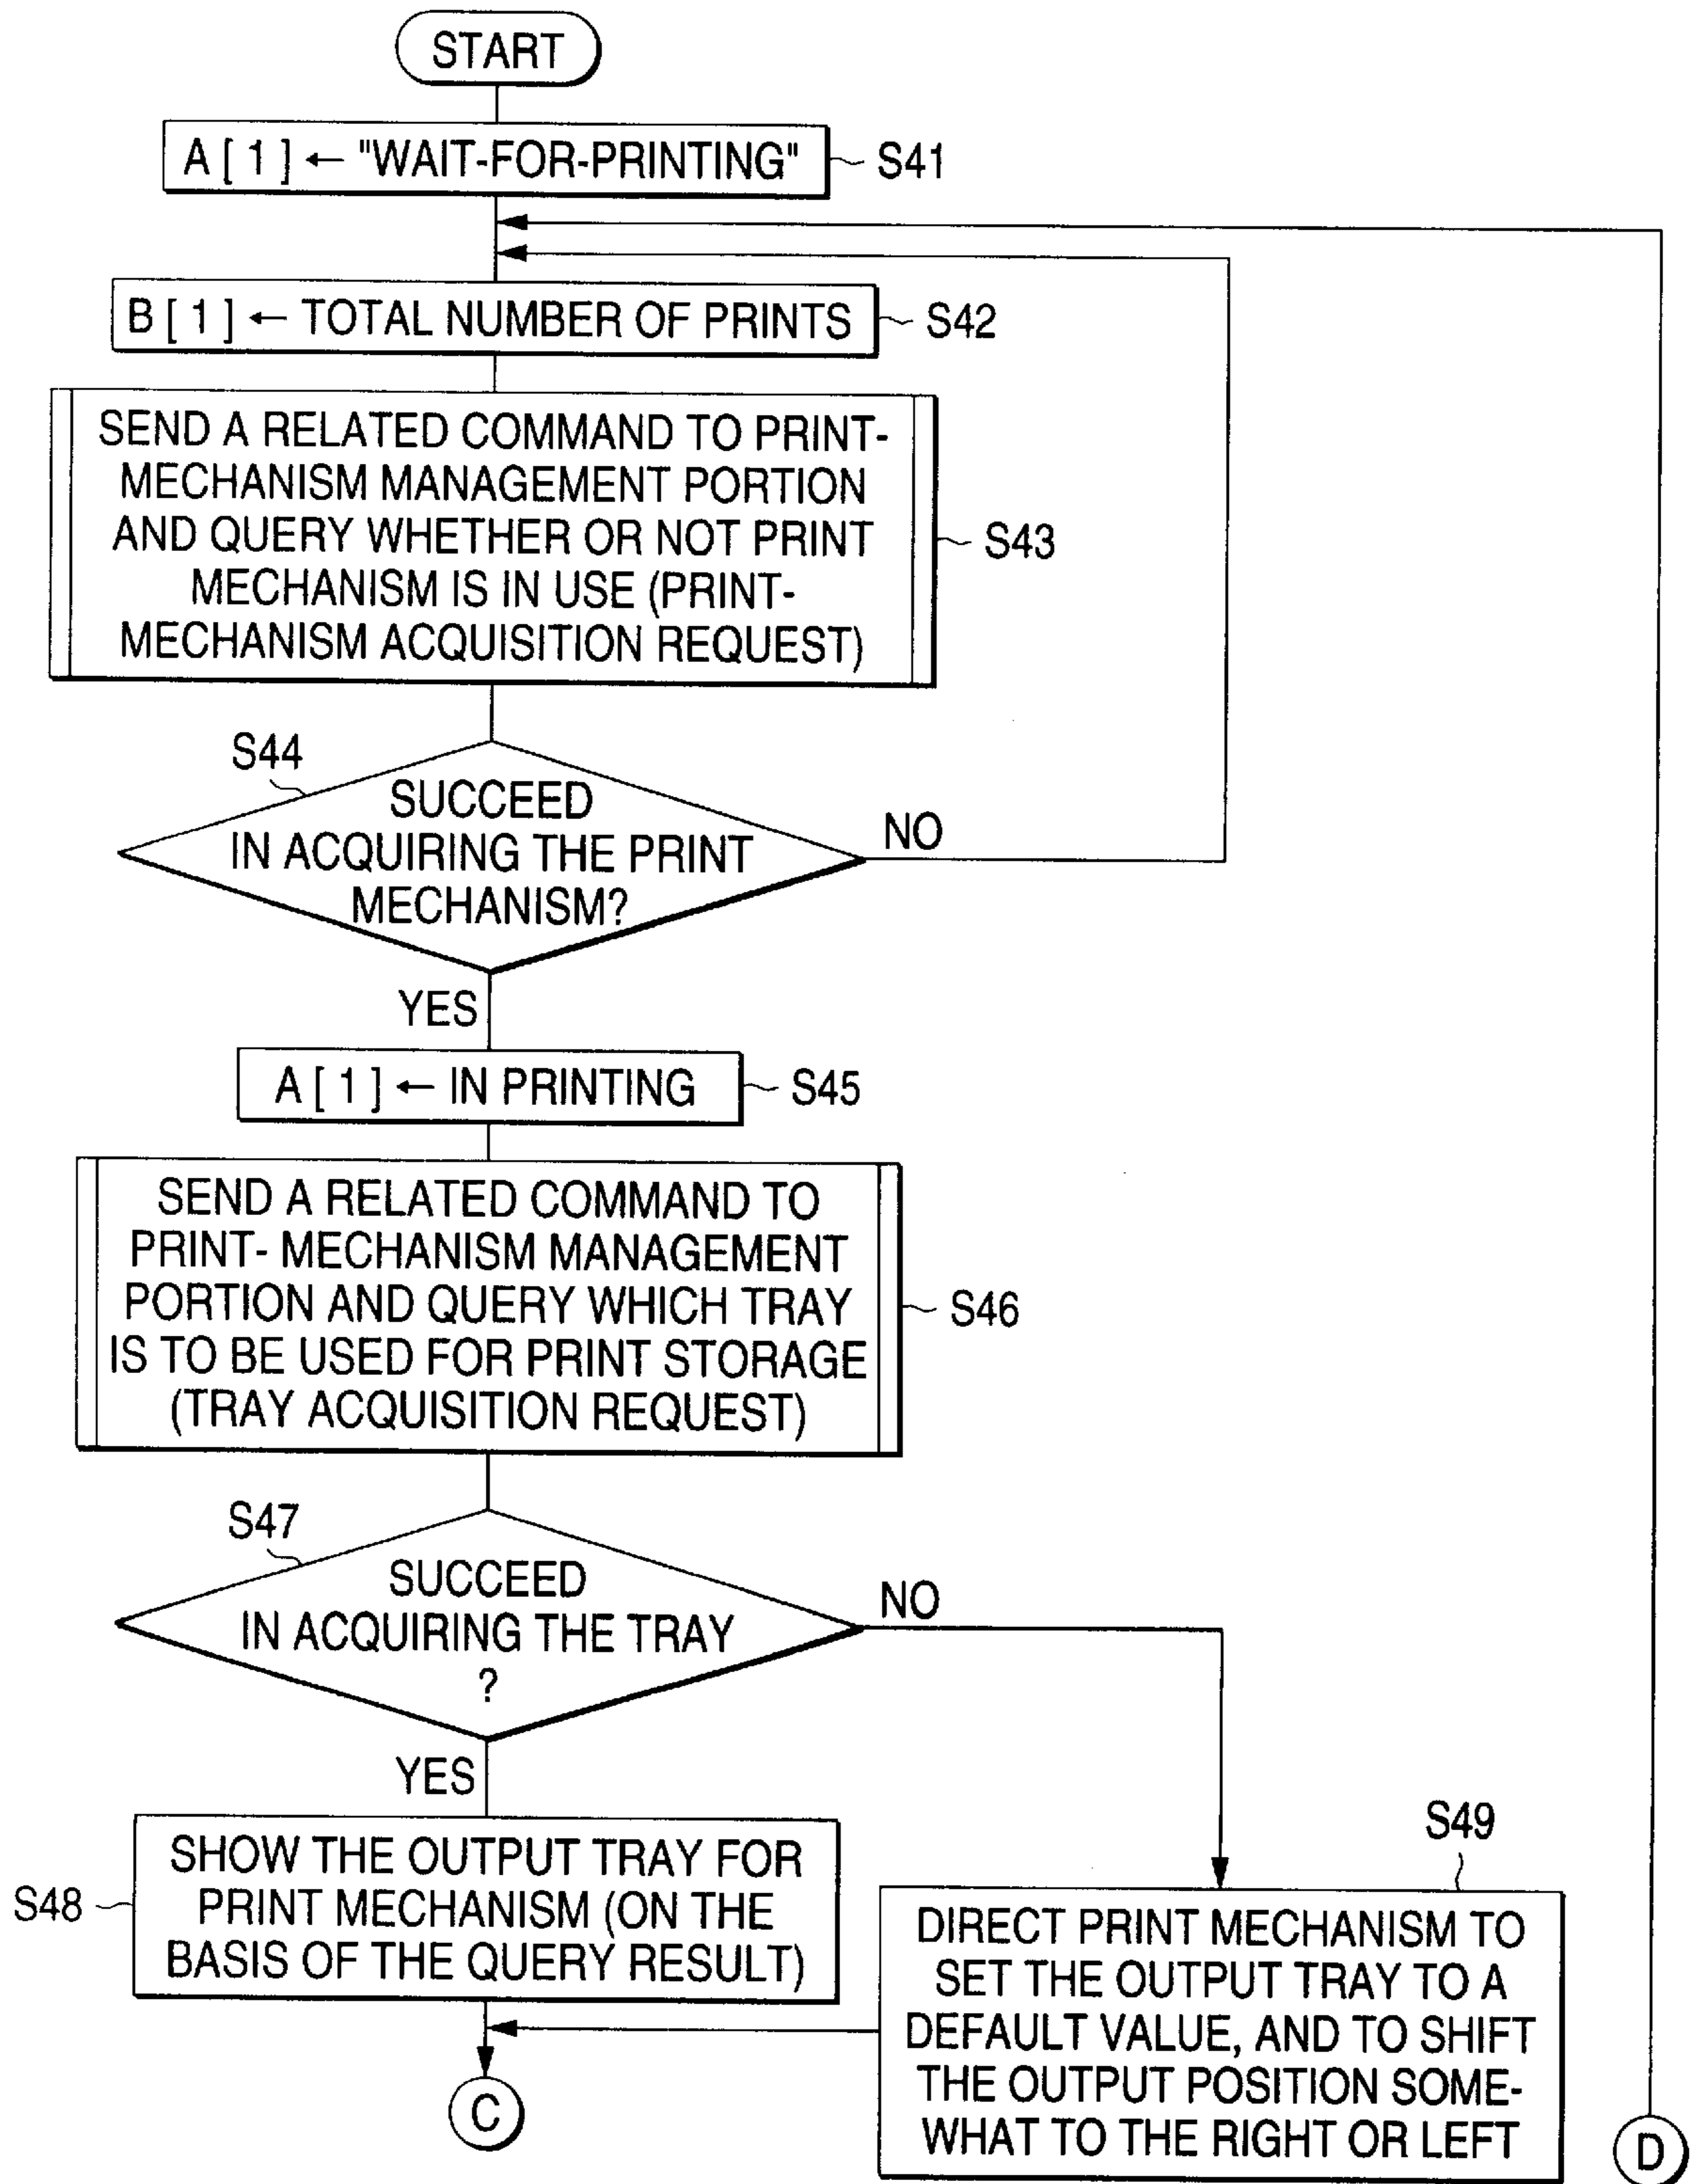 START
A [ 1 ] ← "WAIT-FOR-PRINTING"
S41
B [ 1 ] ← TOTAL NUMBER OF PRINTS
S42
SEND A RELATED COMMAND TO PRINT-
MECHANISM MANAGEMENT PORTION
AND QUERY WHETHER OR NOT PRINT
MECHANISM IS IN USE (PRINT-
MECHANISM ACQUISITION REQUEST)
S43
S44
SUCCEED
IN ACQUIRING THE PRINT
MECHANISM?
NO
YES
A [ 1 ] ← IN PRINTING
S45
SEND A RELATED COMMAND TO
PRINT- MECHANISM MANAGEMENT
PORTION AND QUERY WHICH TRAY
IS TO BE USED FOR PRINT STORAGE
(TRAY ACQUISITION REQUEST)
S46
S47
SUCCEED
IN ACQUIRING THE TRAY
?
NO
YES
S48
SHOW THE OUTPUT TRAY FOR
PRINT MECHANISM (ON THE
BASIS OF THE QUERY RESULT)
S49
DIRECT PRINT MECHANISM TO
SET THE OUTPUT TRAY TO A
DEFAULT VALUE, AND TO SHIFT
THE OUTPUT POSITION SOME-
WHAT TO THE RIGHT OR LEFT
C
D